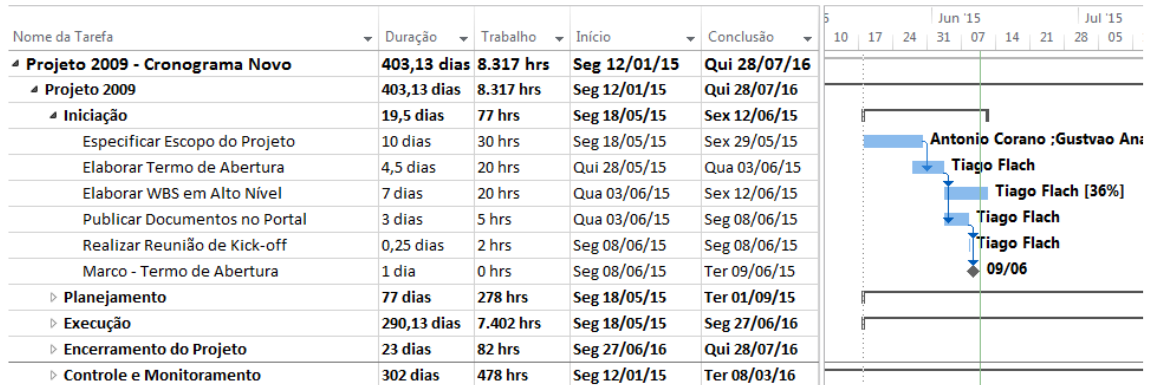 5 Jun '15 Jul '15
Nome da Tarefa Duração Trabalho Início Conclusão 10 17 24 31 07 14 21 28 05
Projeto 2009 - Cronograma Novo 403,13 dias 8.317 hrs Seg 12/01/15 Qui 28/07/16
Projeto 2009 403,13 dias 8.317 hrs Seg 12/01/15 Qui 28/07/16
Iniciação 19,5 dias 77 hrs Seg 18/05/15 Sex 12/06/15
Especificar Escopo do Projeto 10 dias 30 hrs Seg 18/05/15 Sex 29/05/15 Antonio Corano ;Gustvao Ana
Elaborar Termo de Abertura 4,5 dias 20 hrs Qui 28/05/15 Qua 03/06/15 Tiago Flach
Elaborar WBS em Alto Nível 7 dias 20 hrs Qua 03/06/15 Sex 12/06/15 Tiago Flach [36%]
Publicar Documentos no Portal 3 dias 5 hrs Qua 03/06/15 Seg 08/06/15 Tiago Flach
Realizar Reunião de Kick-off 0,25 dias 2 hrs Seg 08/06/15 Seg 08/06/15 Tiago Flach
Marco - Termo de Abertura 1 dia 0 hrs Seg 08/06/15 Ter 09/06/15 09/06
Planejamento 77 dias 278 hrs Seg 18/05/15 Ter 01/09/15
Execução 290,13 dias 7.402 hrs Seg 18/05/15 Seg 27/06/16
Encerramento do Projeto 23 dias 82 hrs Seg 27/06/16 Qui 28/07/16
Controle e Monitoramento 302 dias 478 hrs Seg 12/01/15 Ter 08/03/16